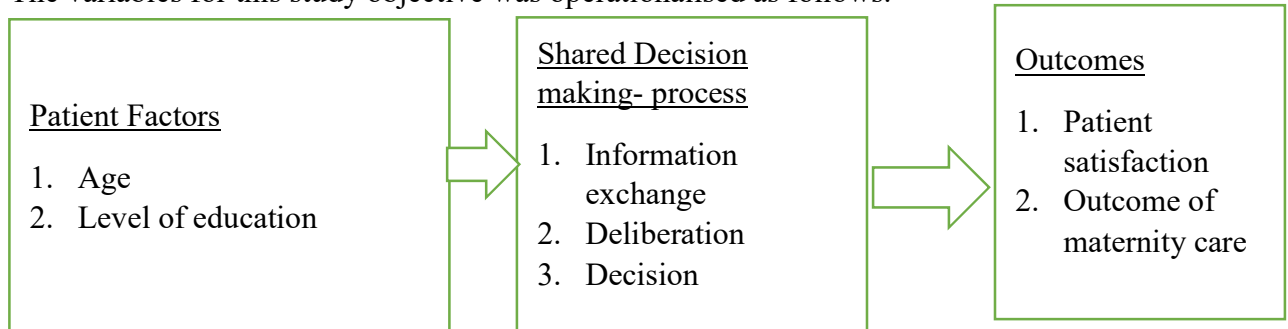 The variables for this study objective was operationalised as follows:
Patient Factors
1. Age
2. Level of education
Shared Decision
making- process
1. Information
exchange
2. Deliberation
3. Decision
Outcomes
1. Patient
satisfaction
2. Outcome of
maternity care